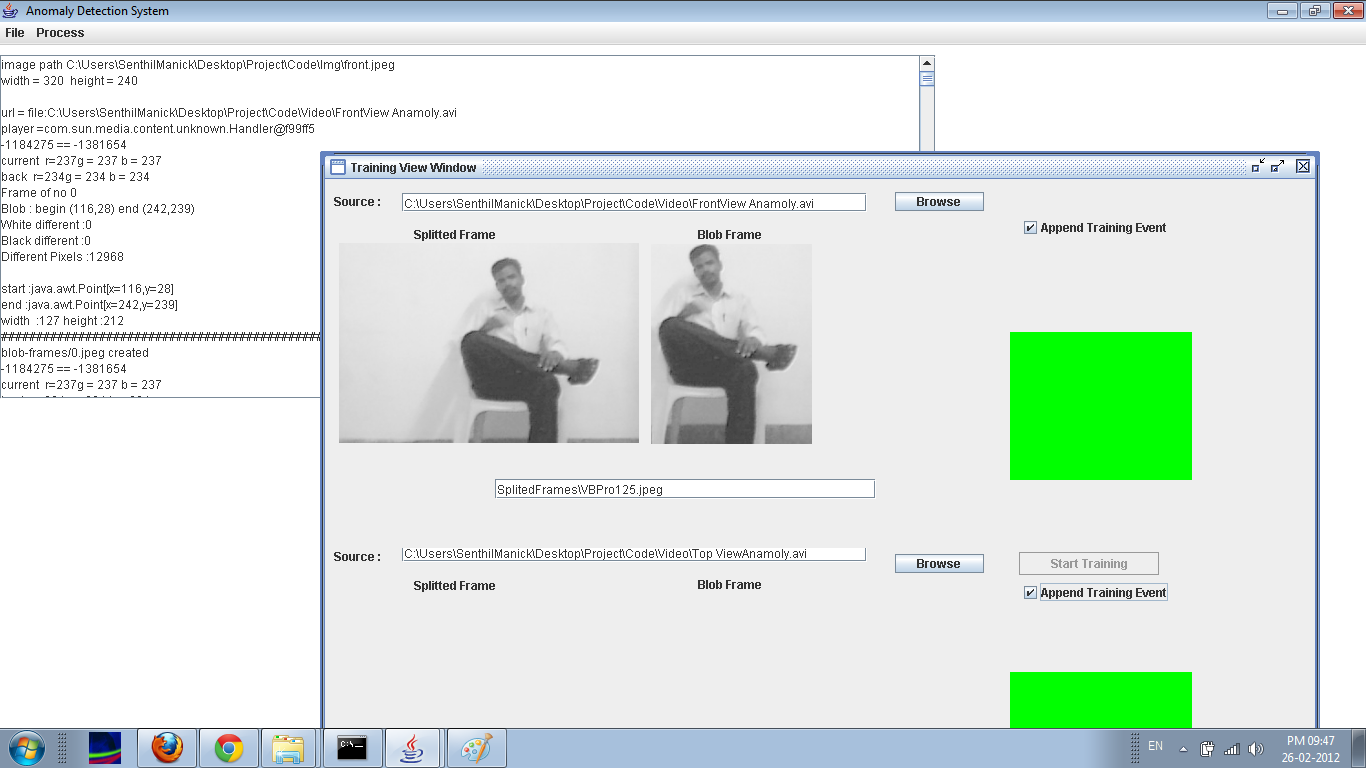 Anomaly Detection System
File Process
image path C:\Users\SenthilManick\Desktop\Project\Code\Img\front.jpeg
width = 320 height = 240
url = file:C:\Users\SenthilManick\Desktop\Project\Code\Video\FrontView Anamoly.avi
player =com.sun.media.content.unknown.Handler@f99ff5
-1184275 == -1381654
current r=237g = 237 b = 237
back r=234g = 234 b = 234
Frame of no 0
Blob : begin (116,28) end (242,239)
White different :0
Black different :0
Different Pixels :12968
start :java.awt.Point[x=116,y=28]
end :java.awt.Point[x=242,y=239]
width :127 height :212
blob-frames/0.jpeg created
-1184275 == -1381654
current r=237g = 237 b = 237
Training View Window
Source : C:\Users\SenthilManick\Desktop\Project\Code\Video\FrontView Anamoly.avi Browse
Append Training Event
Splitted Frame Blob Frame
SplitedFrames\VBPro125.jpeg
Source : C:\Users\SenthilManick\Desktop\Project\Code\Video\Top ViewAnamoly.avi Browse Start Training
Splitted Frame Blob Frame
Append Training Event
C:\
EN
PM 09:47
26-02-2012